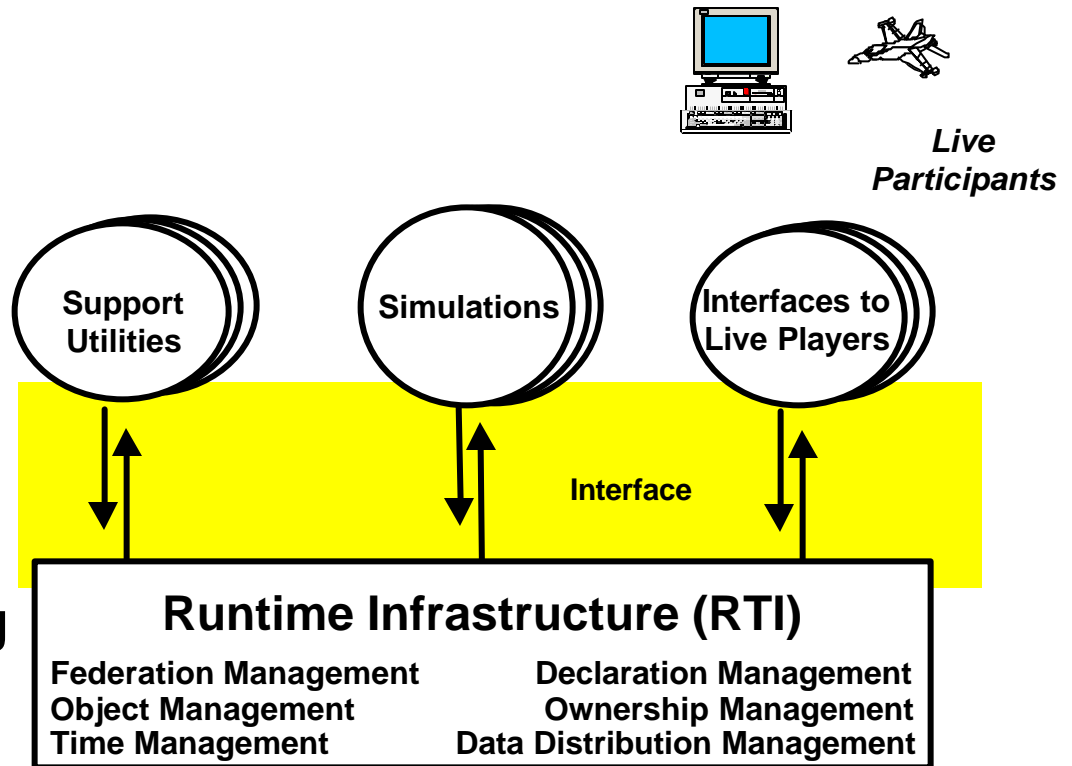 Live
Participants
Support
Utilities
Simulations
Interfaces to
Live Players
Interface
Runtime Infrastructure (RTI)
Federation Management
Declaration Management
Object Management
Ownership Management
Time Management
Data Distribution Management